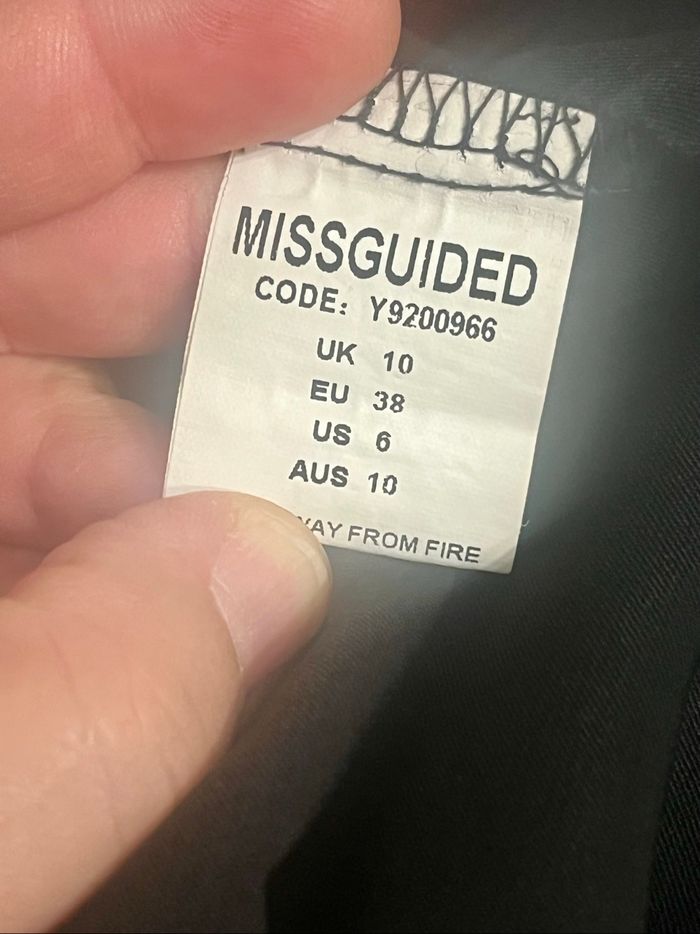 MISSGUIDED
CODE: Y9200966
UK 10
EU 38
US 6
AUS 10
FROM FIRE